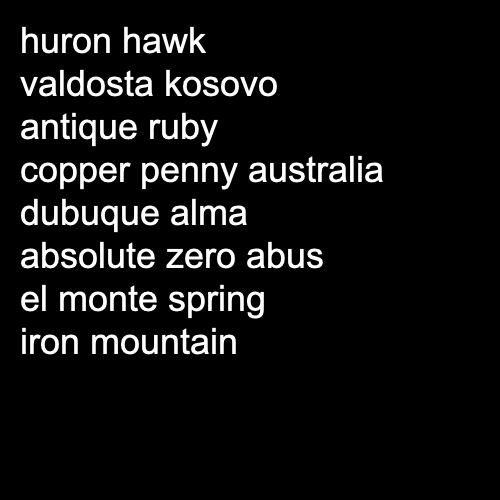 huron hawk
valdosta kosovo
antique ruby
copper penny australia
dubuque alma
absolute zero abus
el monte spring
iron mountain